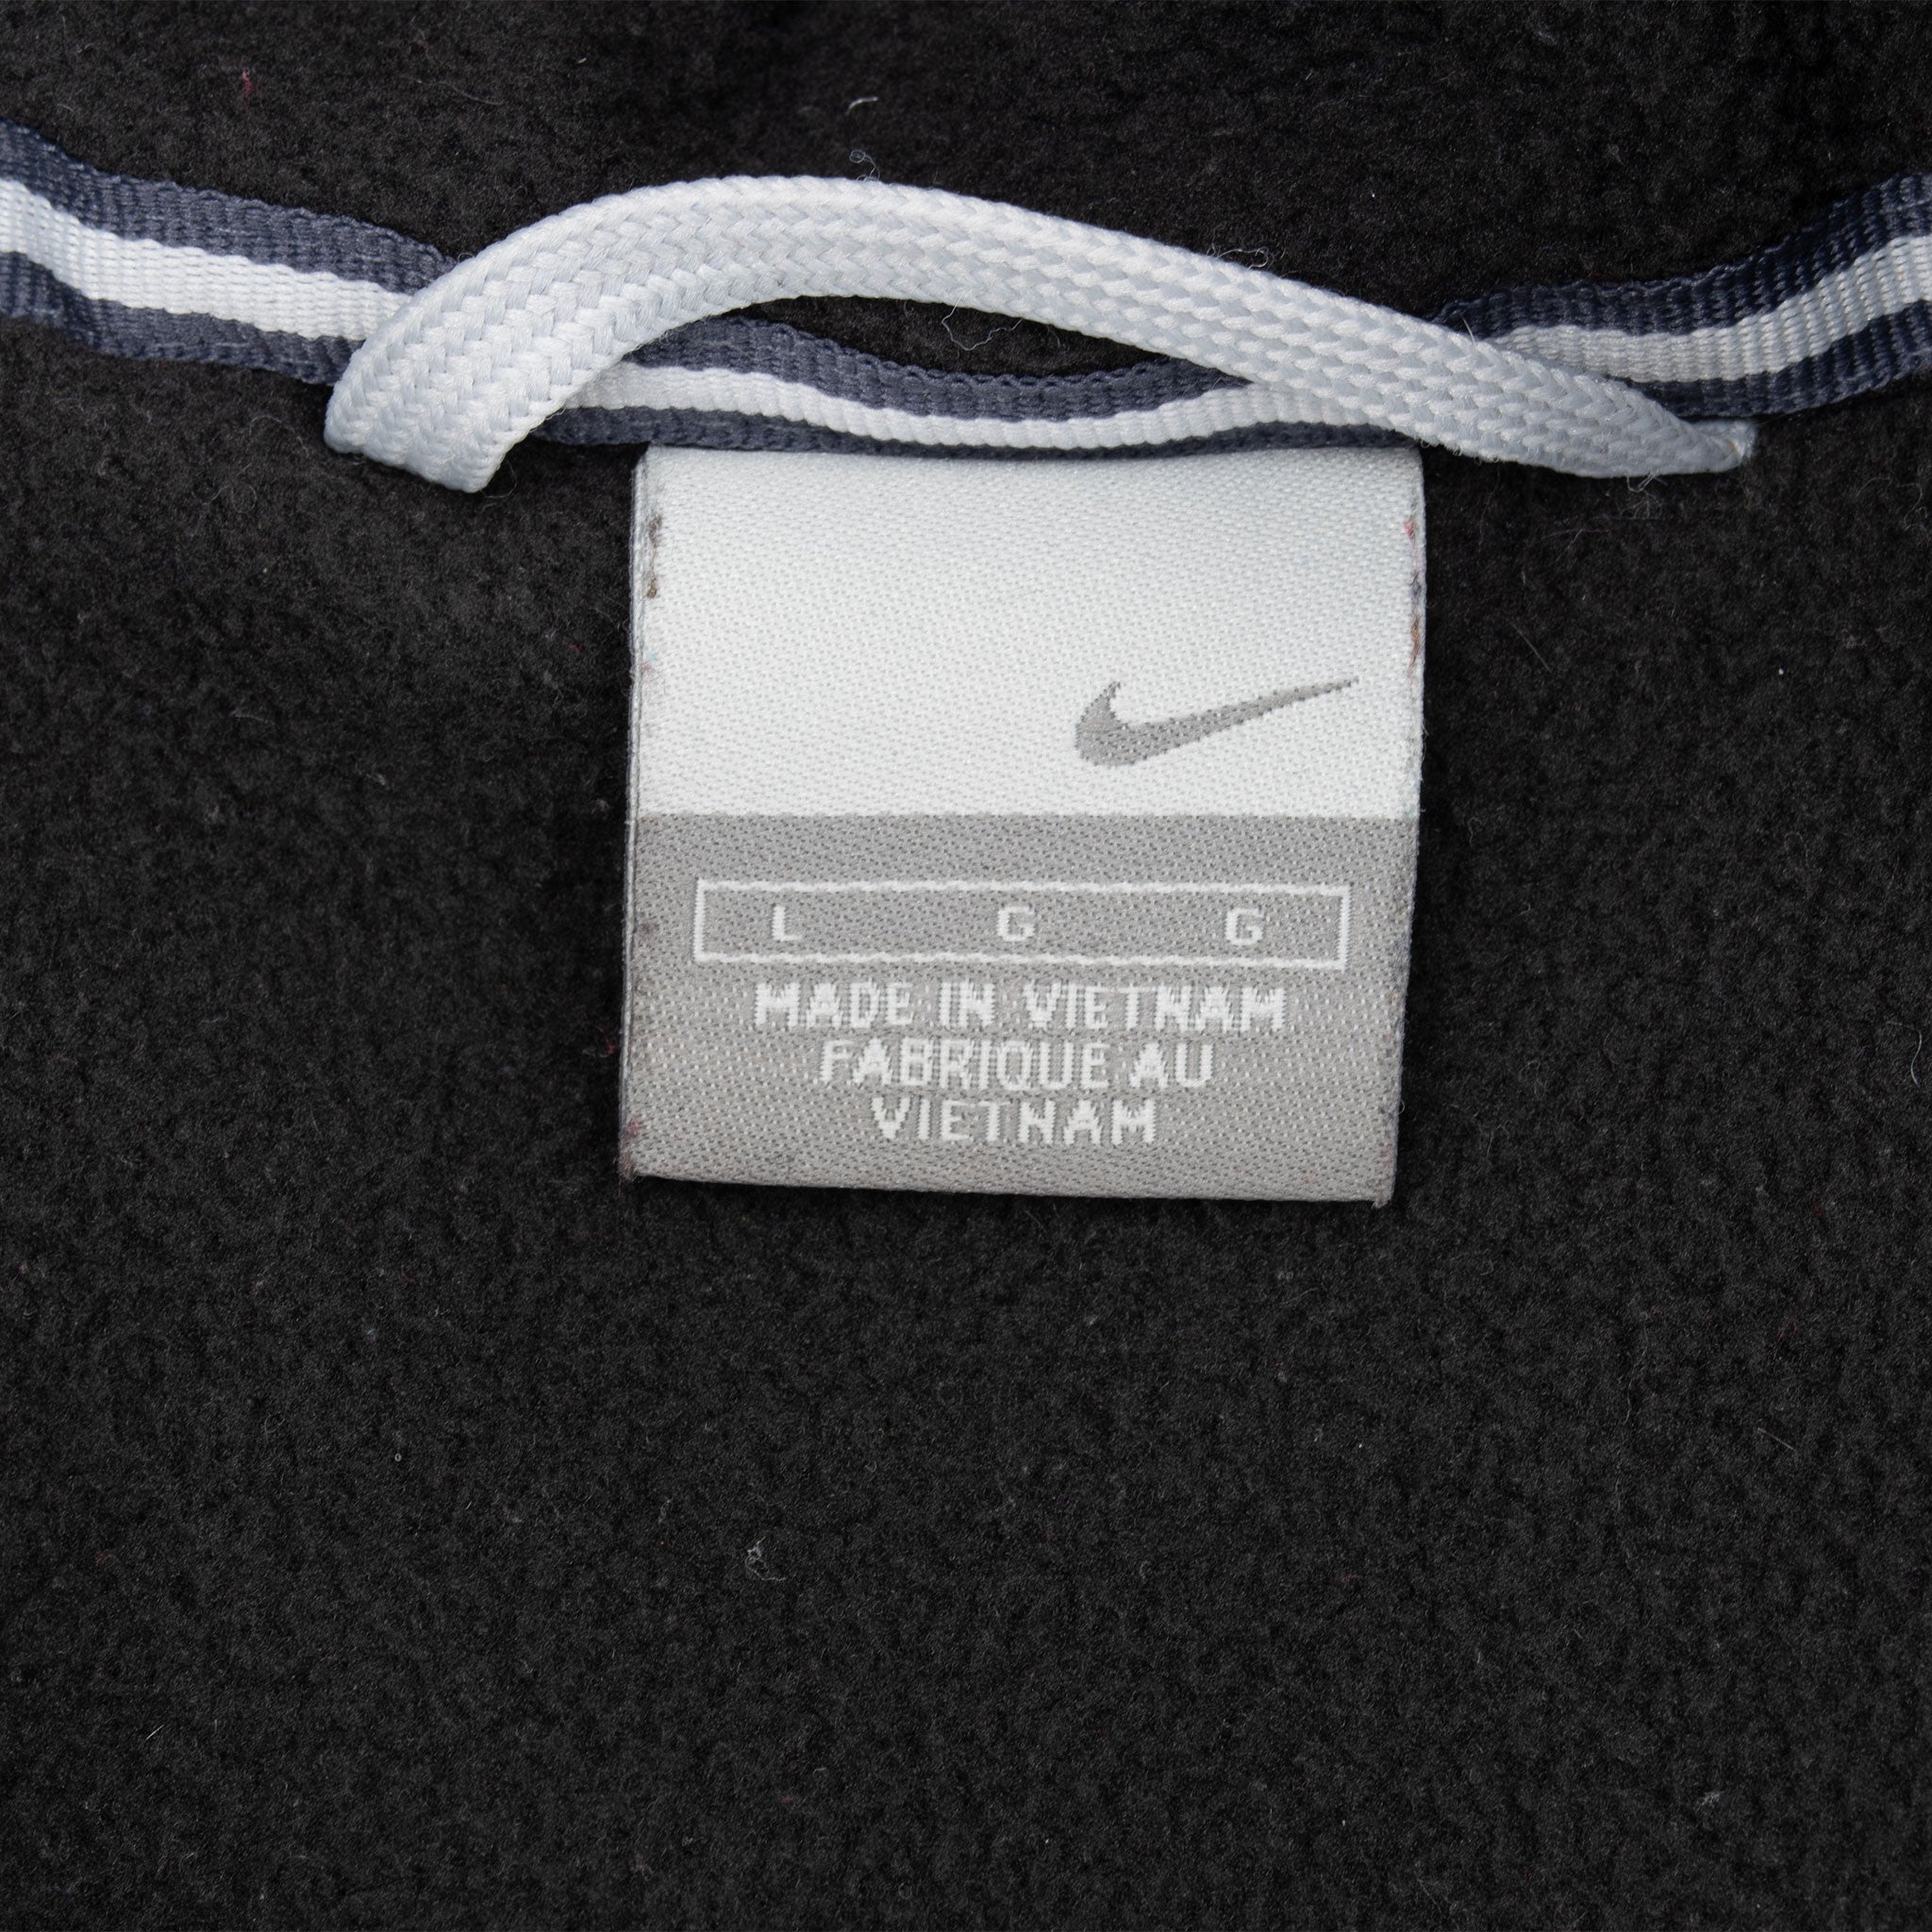 L G G
MADE IN VIETNAM
FABRIQUE AU
VIETNAM